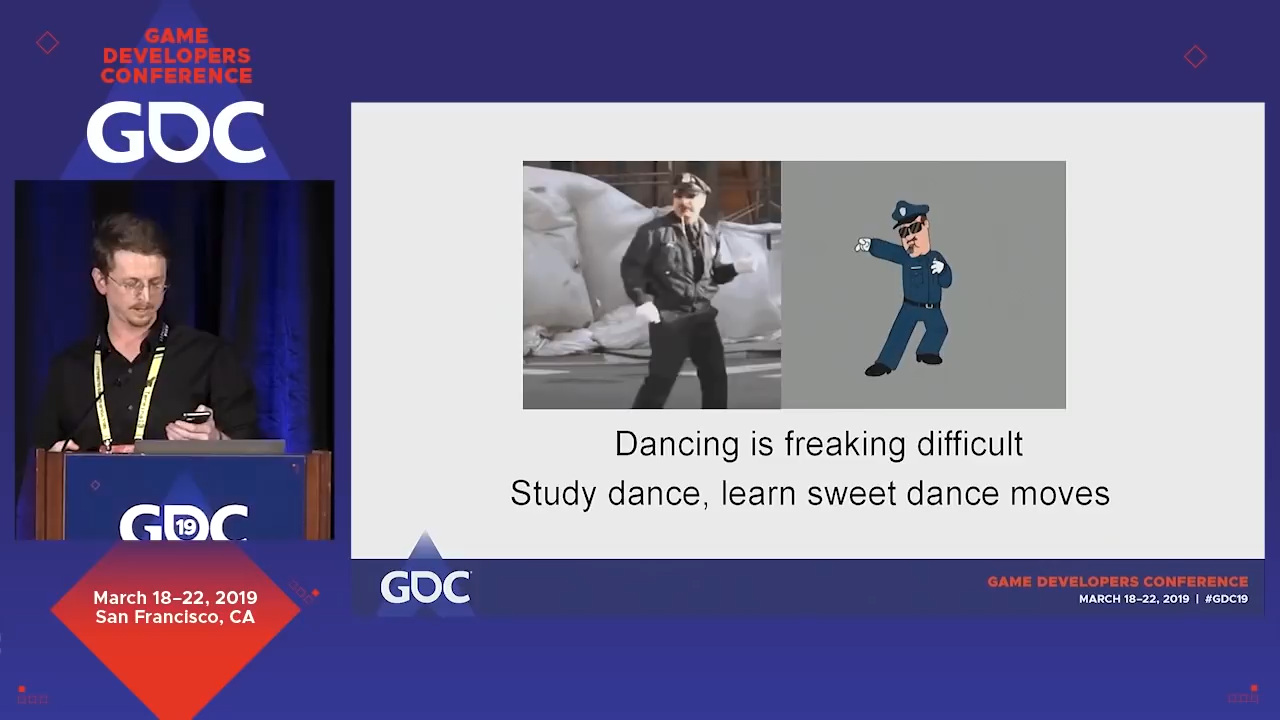 GAME
DEVELOPERS
CONFERENCE
GDC
GDC
19
March 18–22, 2019
San Francisco, CA
Dancing is freaking difficult
Study dance, learn sweet dance moves
GDC
GAME DEVELOPERS CONFERENCE
MARCH 18–22, 2019 | #GDC19